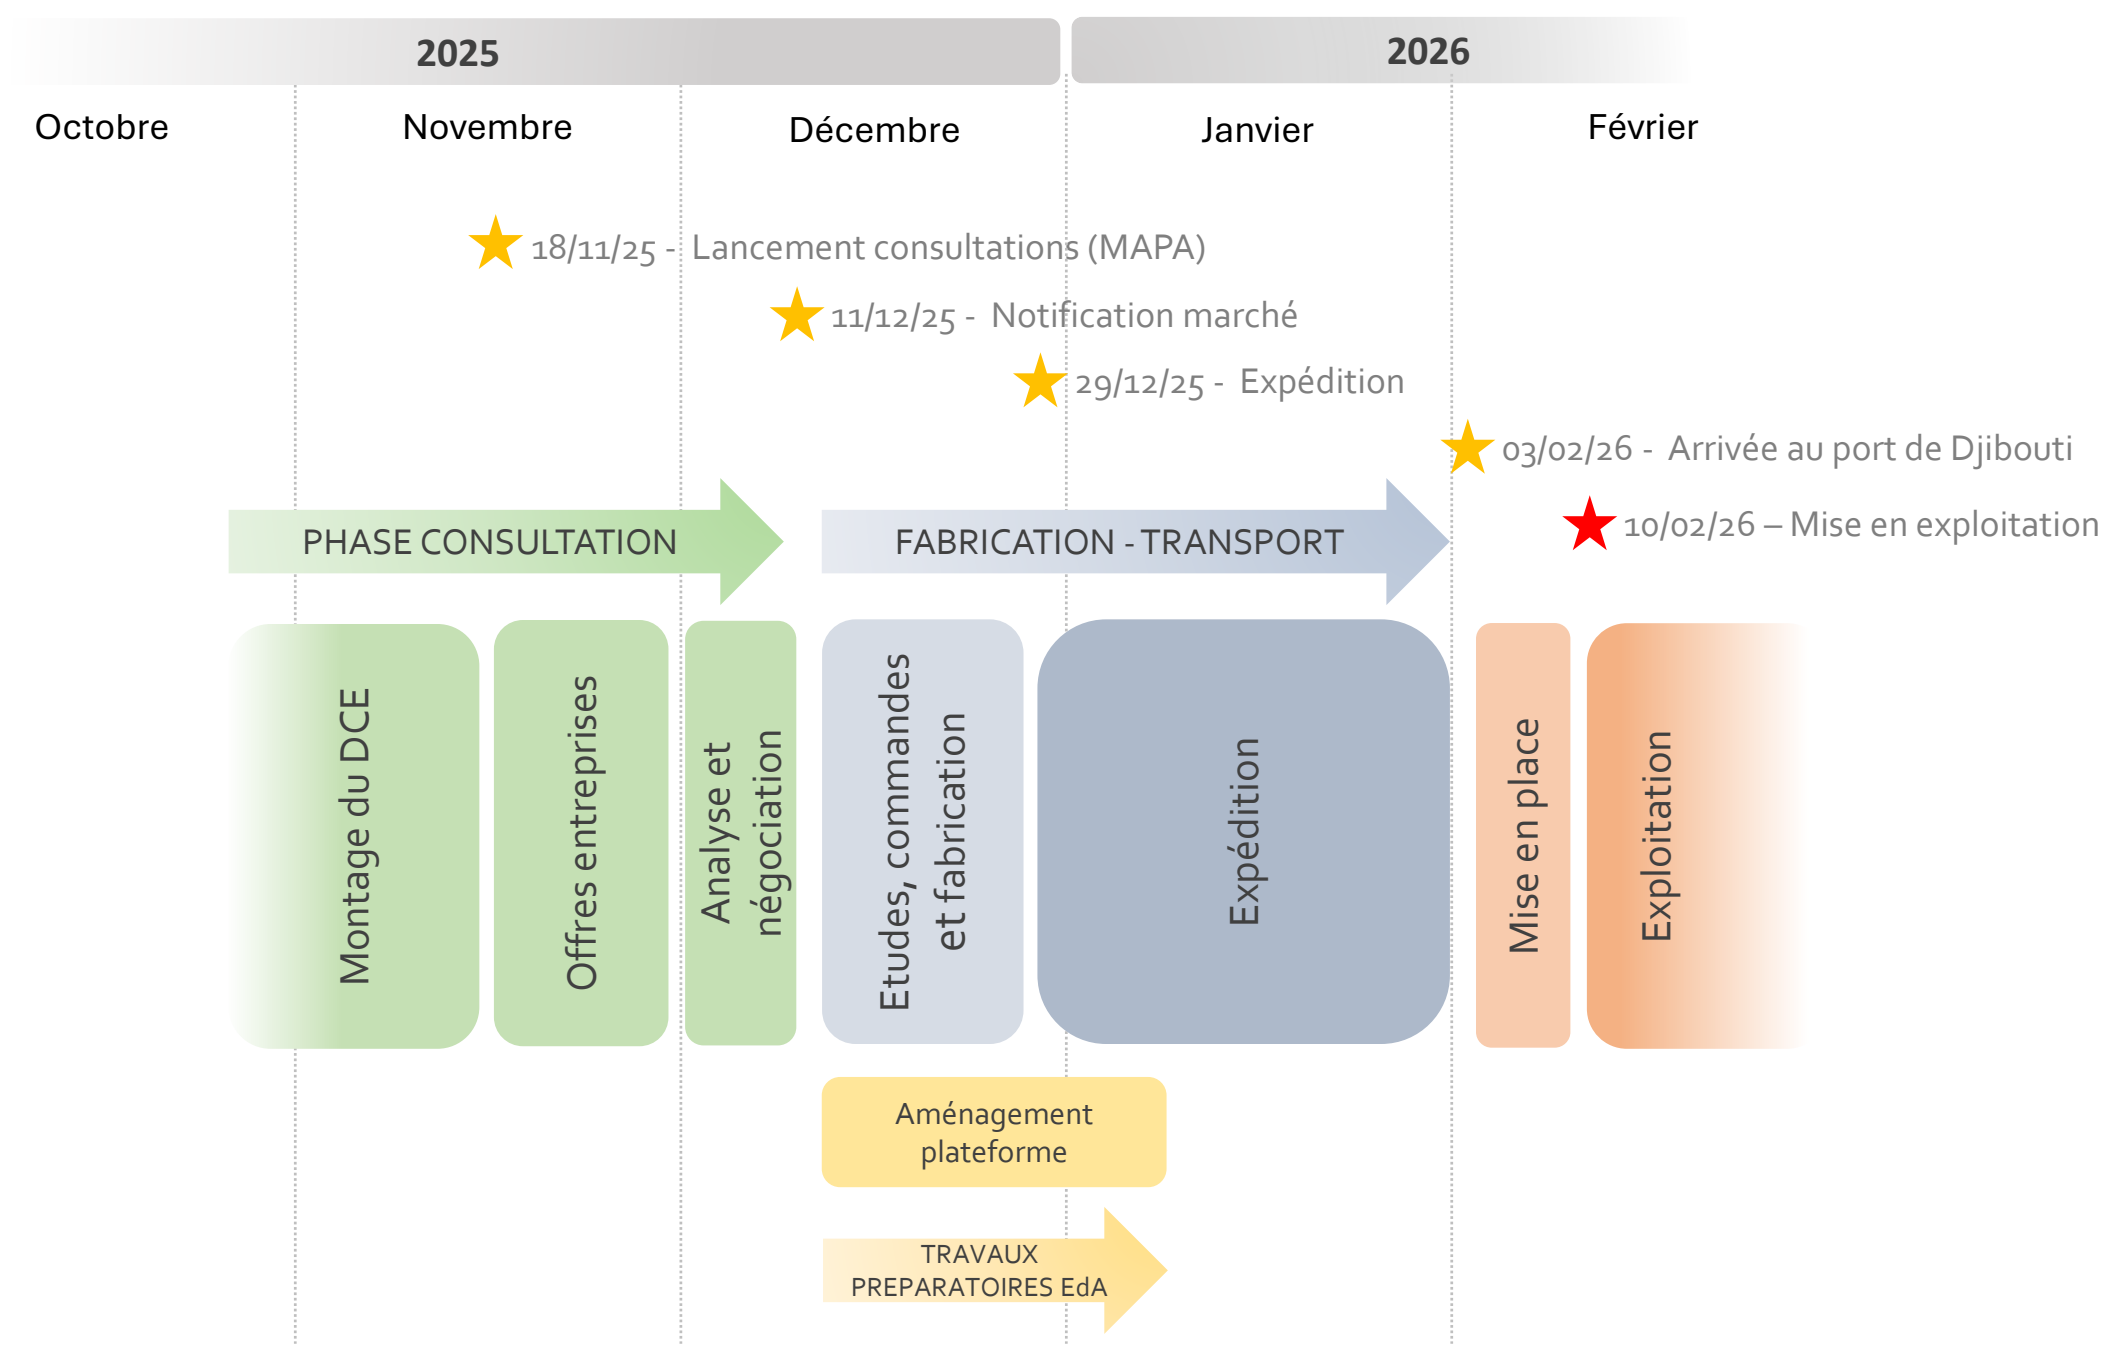 2025
2026
Octobre
Novembre
Décembre
Janvier
Février
18/11/25 - Lancement consultations (MAPA)
11/12/25 - Notification marché
29/12/25 - Expédition
03/02/26 - Arrivée au port de Djibouti
10/02/26 – Mise en exploitation
PHASE CONSULTATION
FABRICATION - TRANSPORT
Montage du DCE
Offres entreprises
Analyse et
négociation
Etudes, commandes
et fabrication
Expédition
Mise en place
Exploitation
Aménagement
plateforme
TRAVAUX
PREPARATOIRES EdA